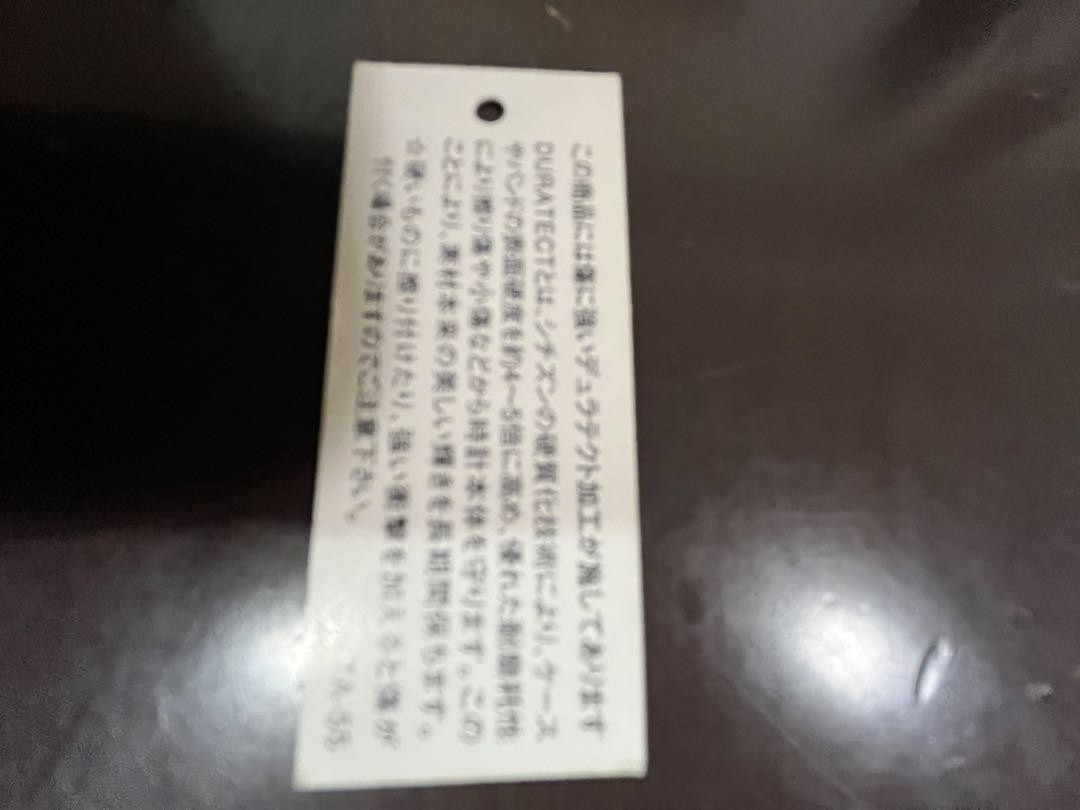 この商品には傷に強いデュラテクト加工が施してあります
DURATECTとは、シチズンの硬質化技術により、ケース
やバンドの表面硬度を約4〜5倍に高め、優れた耐摩耗性
により擦り傷や小傷などから時計本体を守ります。この
ことにより、素材本来の美しい輝きを長期間保ちます。
☆硬いものに擦り付けたり、強い衝撃を加えると傷が
付く場合がありますのでご注意下さい。